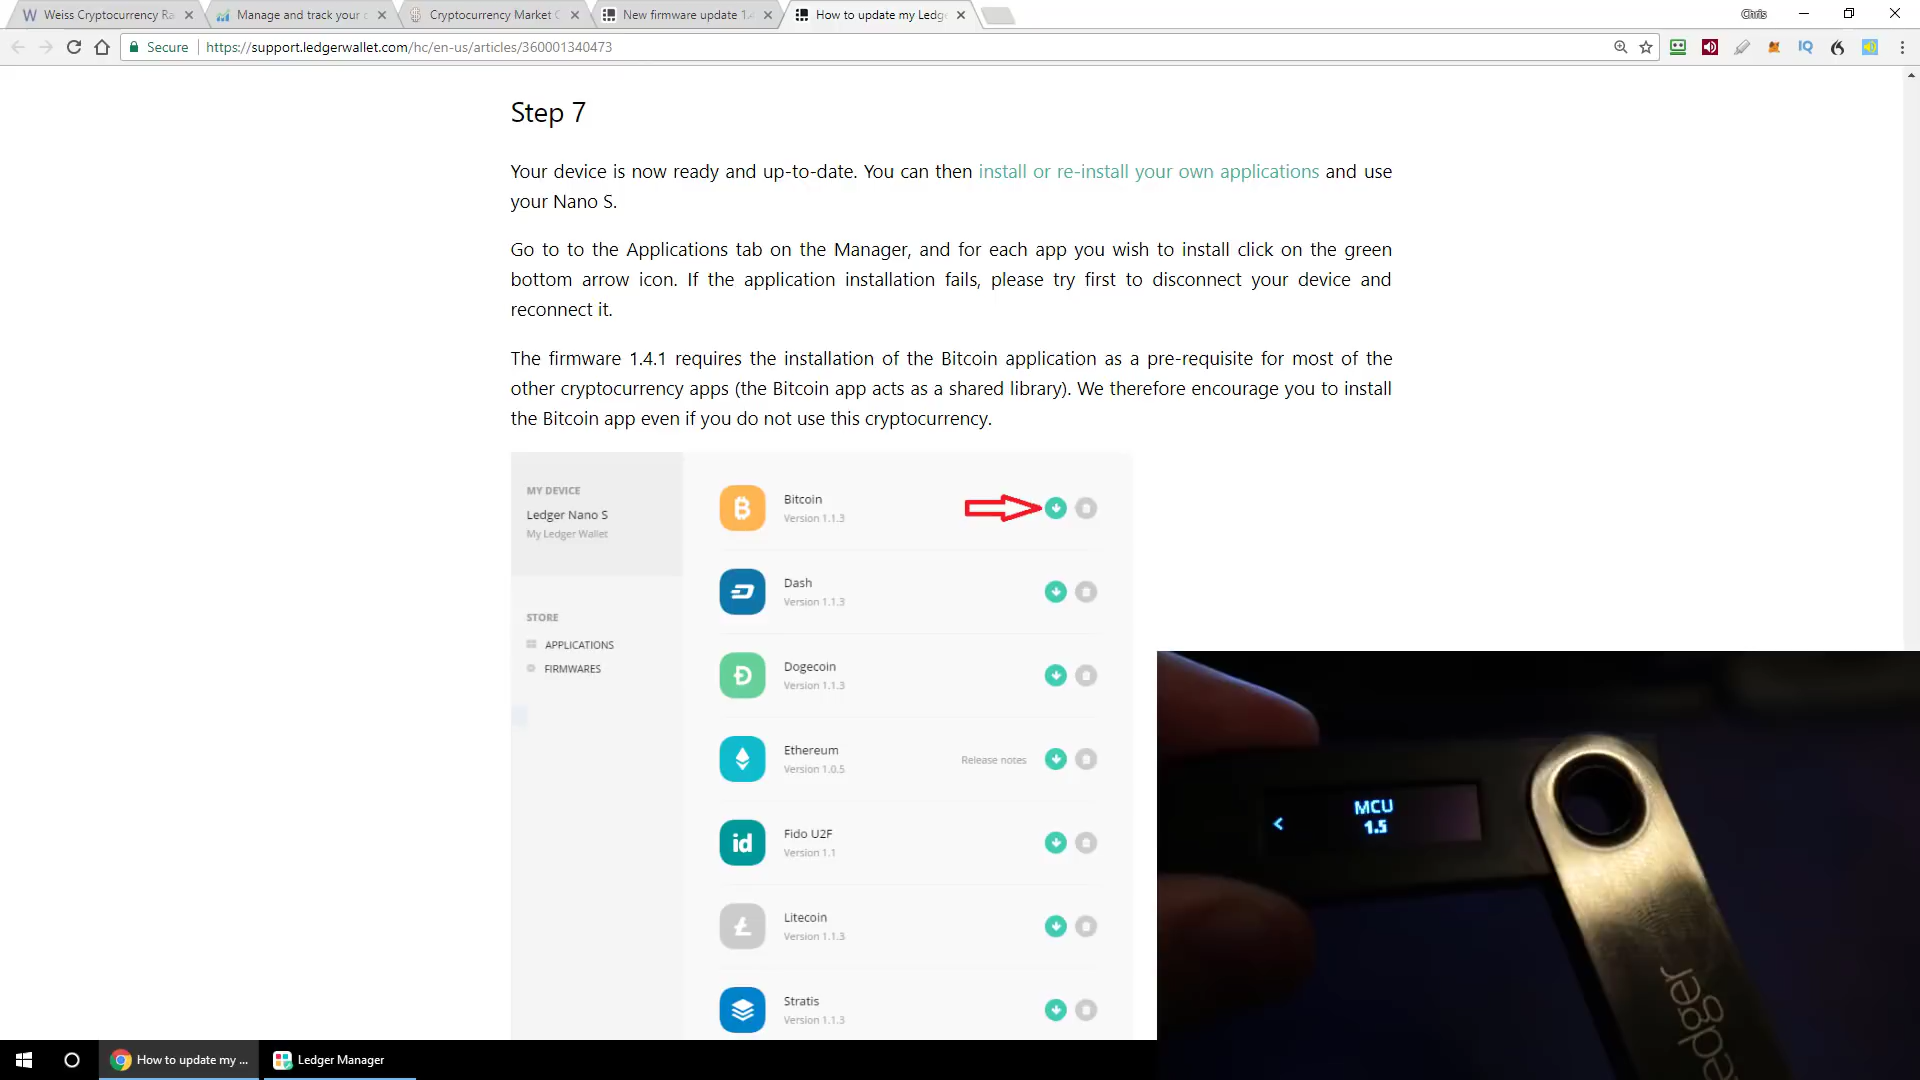 Weiss Cryptocurrency Ra
Manage and track your
Cryptocurrency Market
New firmware update 1.4
How to update my Ledg
Chris
Secure
https://support.ledgerwallet.com/hc/en-us/articles/360001340473
IQ
Step 7
Your device is now ready and up-to-date. You can then install or re-install your own applications and use
your Nano S.
Go to to the Applications tab on the Manager, and for each app you wish to install click on the green
bottom arrow icon. If the application installation fails, please try first to disconnect your device and
reconnect it.
The firmware 1.4.1 requires the installation of the Bitcoin application as a pre-requisite for most of the
other cryptocurrency apps (the Bitcoin app acts as a shared library). We therefore encourage you to install
the Bitcoin app even if you do not use this cryptocurrency.
MY DEVICE
Ledger Nano S
My Ledger Wallet
STORE
APPLICATIONS
FIRMWARES
Bitcoin
Version 1.1.3
Dash
Version 1.1.3
Dogecoin
Version 1.1.3
Ethereum
Version 1.0.5
Release notes
id
Fido U2F
Version 1.1
Litecoin
Version 1.1.3
Stratis
Version 1.1.3
MCU
1.5
Ledger
How to update my ...
Ledger Manager